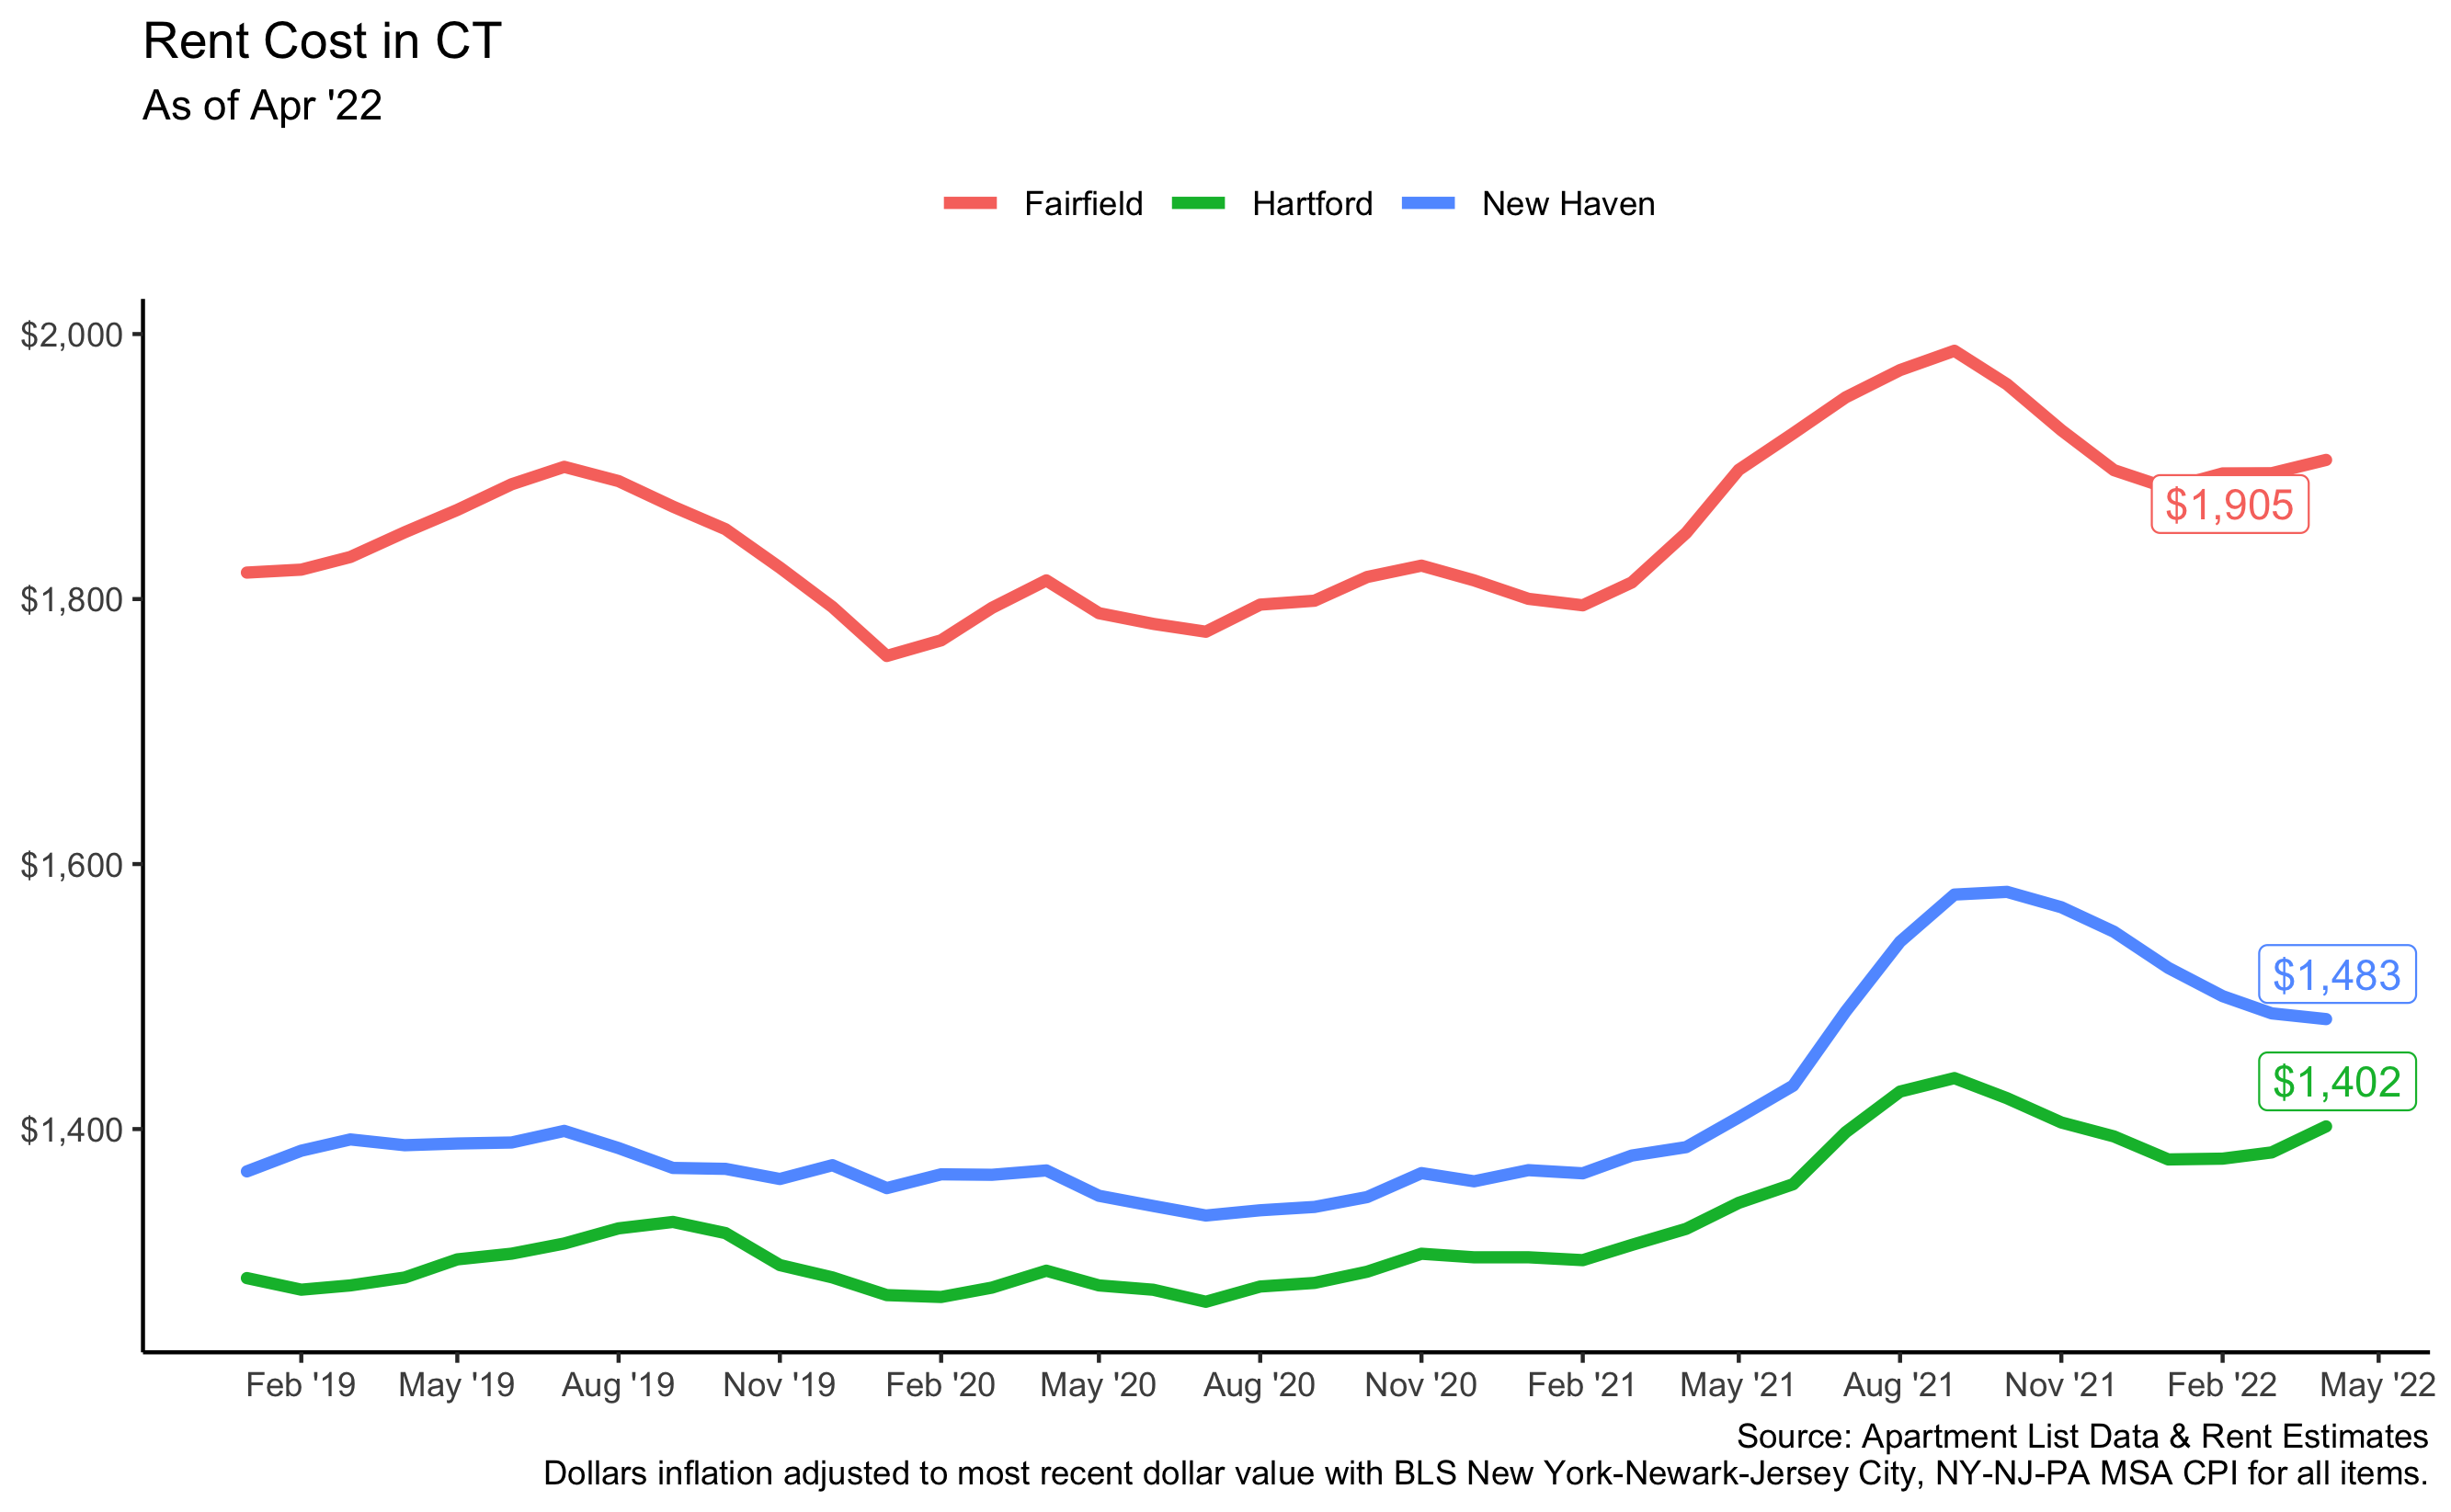 Rent Cost in CT
As of Apr '22
Fairfield Hartford New Haven
$2,000
$1,800
$1,600
$1,400
$1,905
$1,483
$1,402
Feb '19 May '19 Aug '19 Nov '19 Feb '20 May '20 Aug '20 Nov '20 Feb '21 May '21 Aug '21 Nov '21 Feb '22 May '22
Source: Apartment List Data & Rent Estimates
Dollars inflation adjusted to most recent dollar value with BLS New York-Newark-Jersey City, NY-NJ-PA MSA CPI for all items.